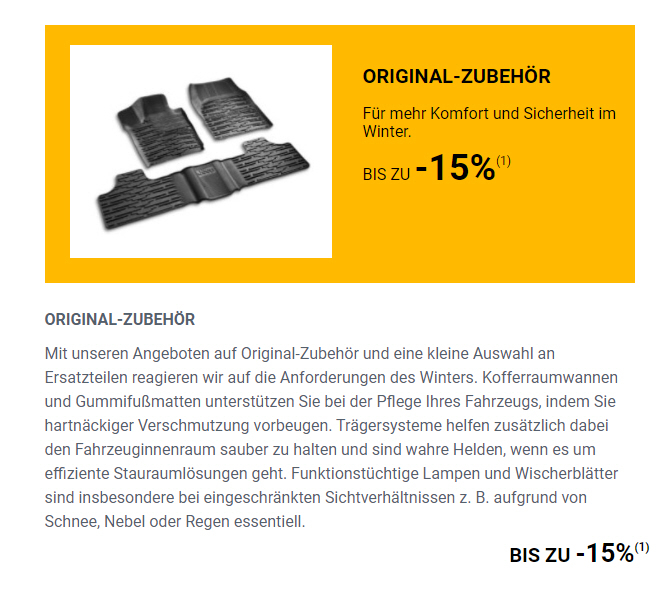 ORIGINAL-ZUBEHÖR
Für mehr Komfort und Sicherheit im
Winter.
BIS ZU -15%(1)
ORIGINAL-ZUBEHÖR
Mit unseren Angeboten auf Original-Zubehör und eine kleine Auswahl an
Ersatzteilen reagieren wir auf die Anforderungen des Winters. Kofferraumwannen
und Gummifußmatten unterstützen Sie bei der Pflege Ihres Fahrzeugs, indem Sie
hartnäckiger Verschmutzung vorbeugen. Trägersysteme helfen zusätzlich dabei
den Fahrzeuginnenraum sauber zu halten und sind wahre Helden, wenn es um
effiziente Stauraumlösungen geht. Funktionstüchtige Lampen und Wischerblätter
sind insbesondere bei eingeschränkten Sichtverhältnissen z. B. aufgrund von
Schnee, Nebel oder Regen essentiell.
BIS ZU -15%(1)